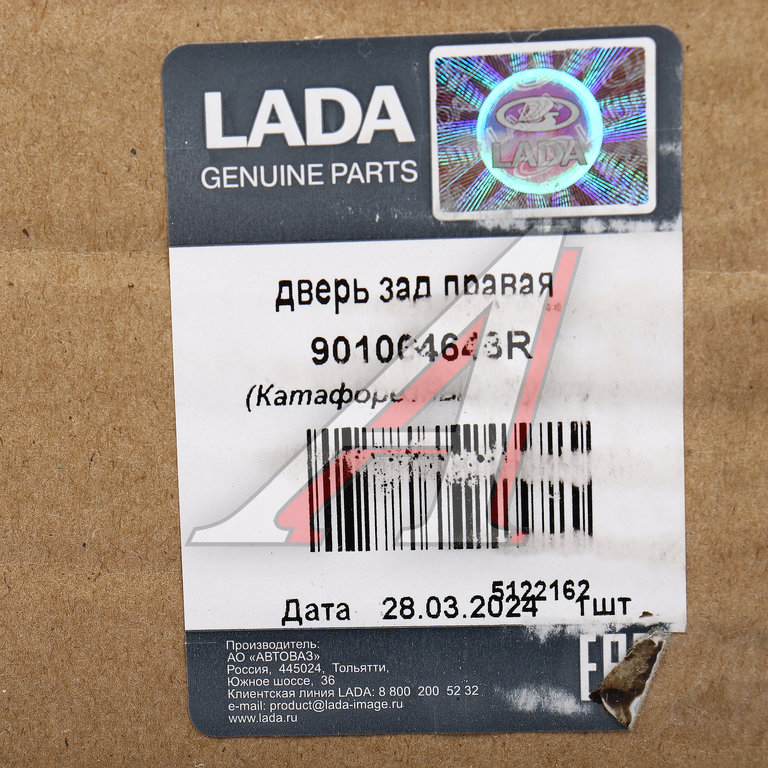 LADA
GENUINE PARTS
LADA
дверь зад правая
901064643R
Дата 28.03.2024 1шт
5122162
Производитель:
АО «АВТОВАЗ»
Россия, 445024, Тольятти,
Южное шоссе, 36
Клиентская линия LADA: 8 800 200 52 32
e-mail: product@lada-image.ru
www.lada.ru